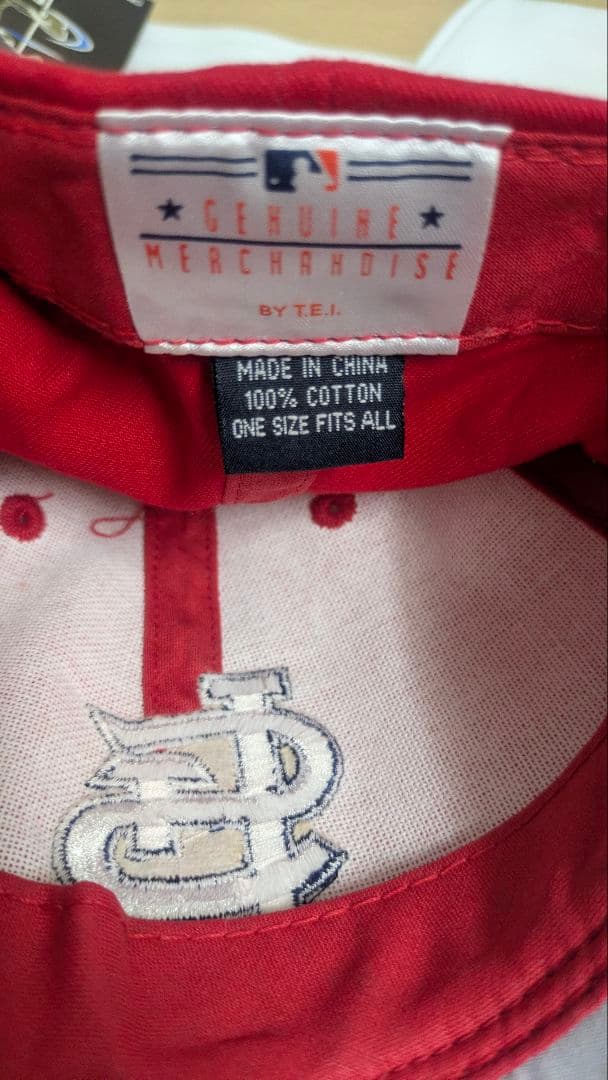 GENUINE
MERCHANDISE
BY T.E.I.
MADE IN CHINA
100% COTTON
ONE SIZE FITS ALL